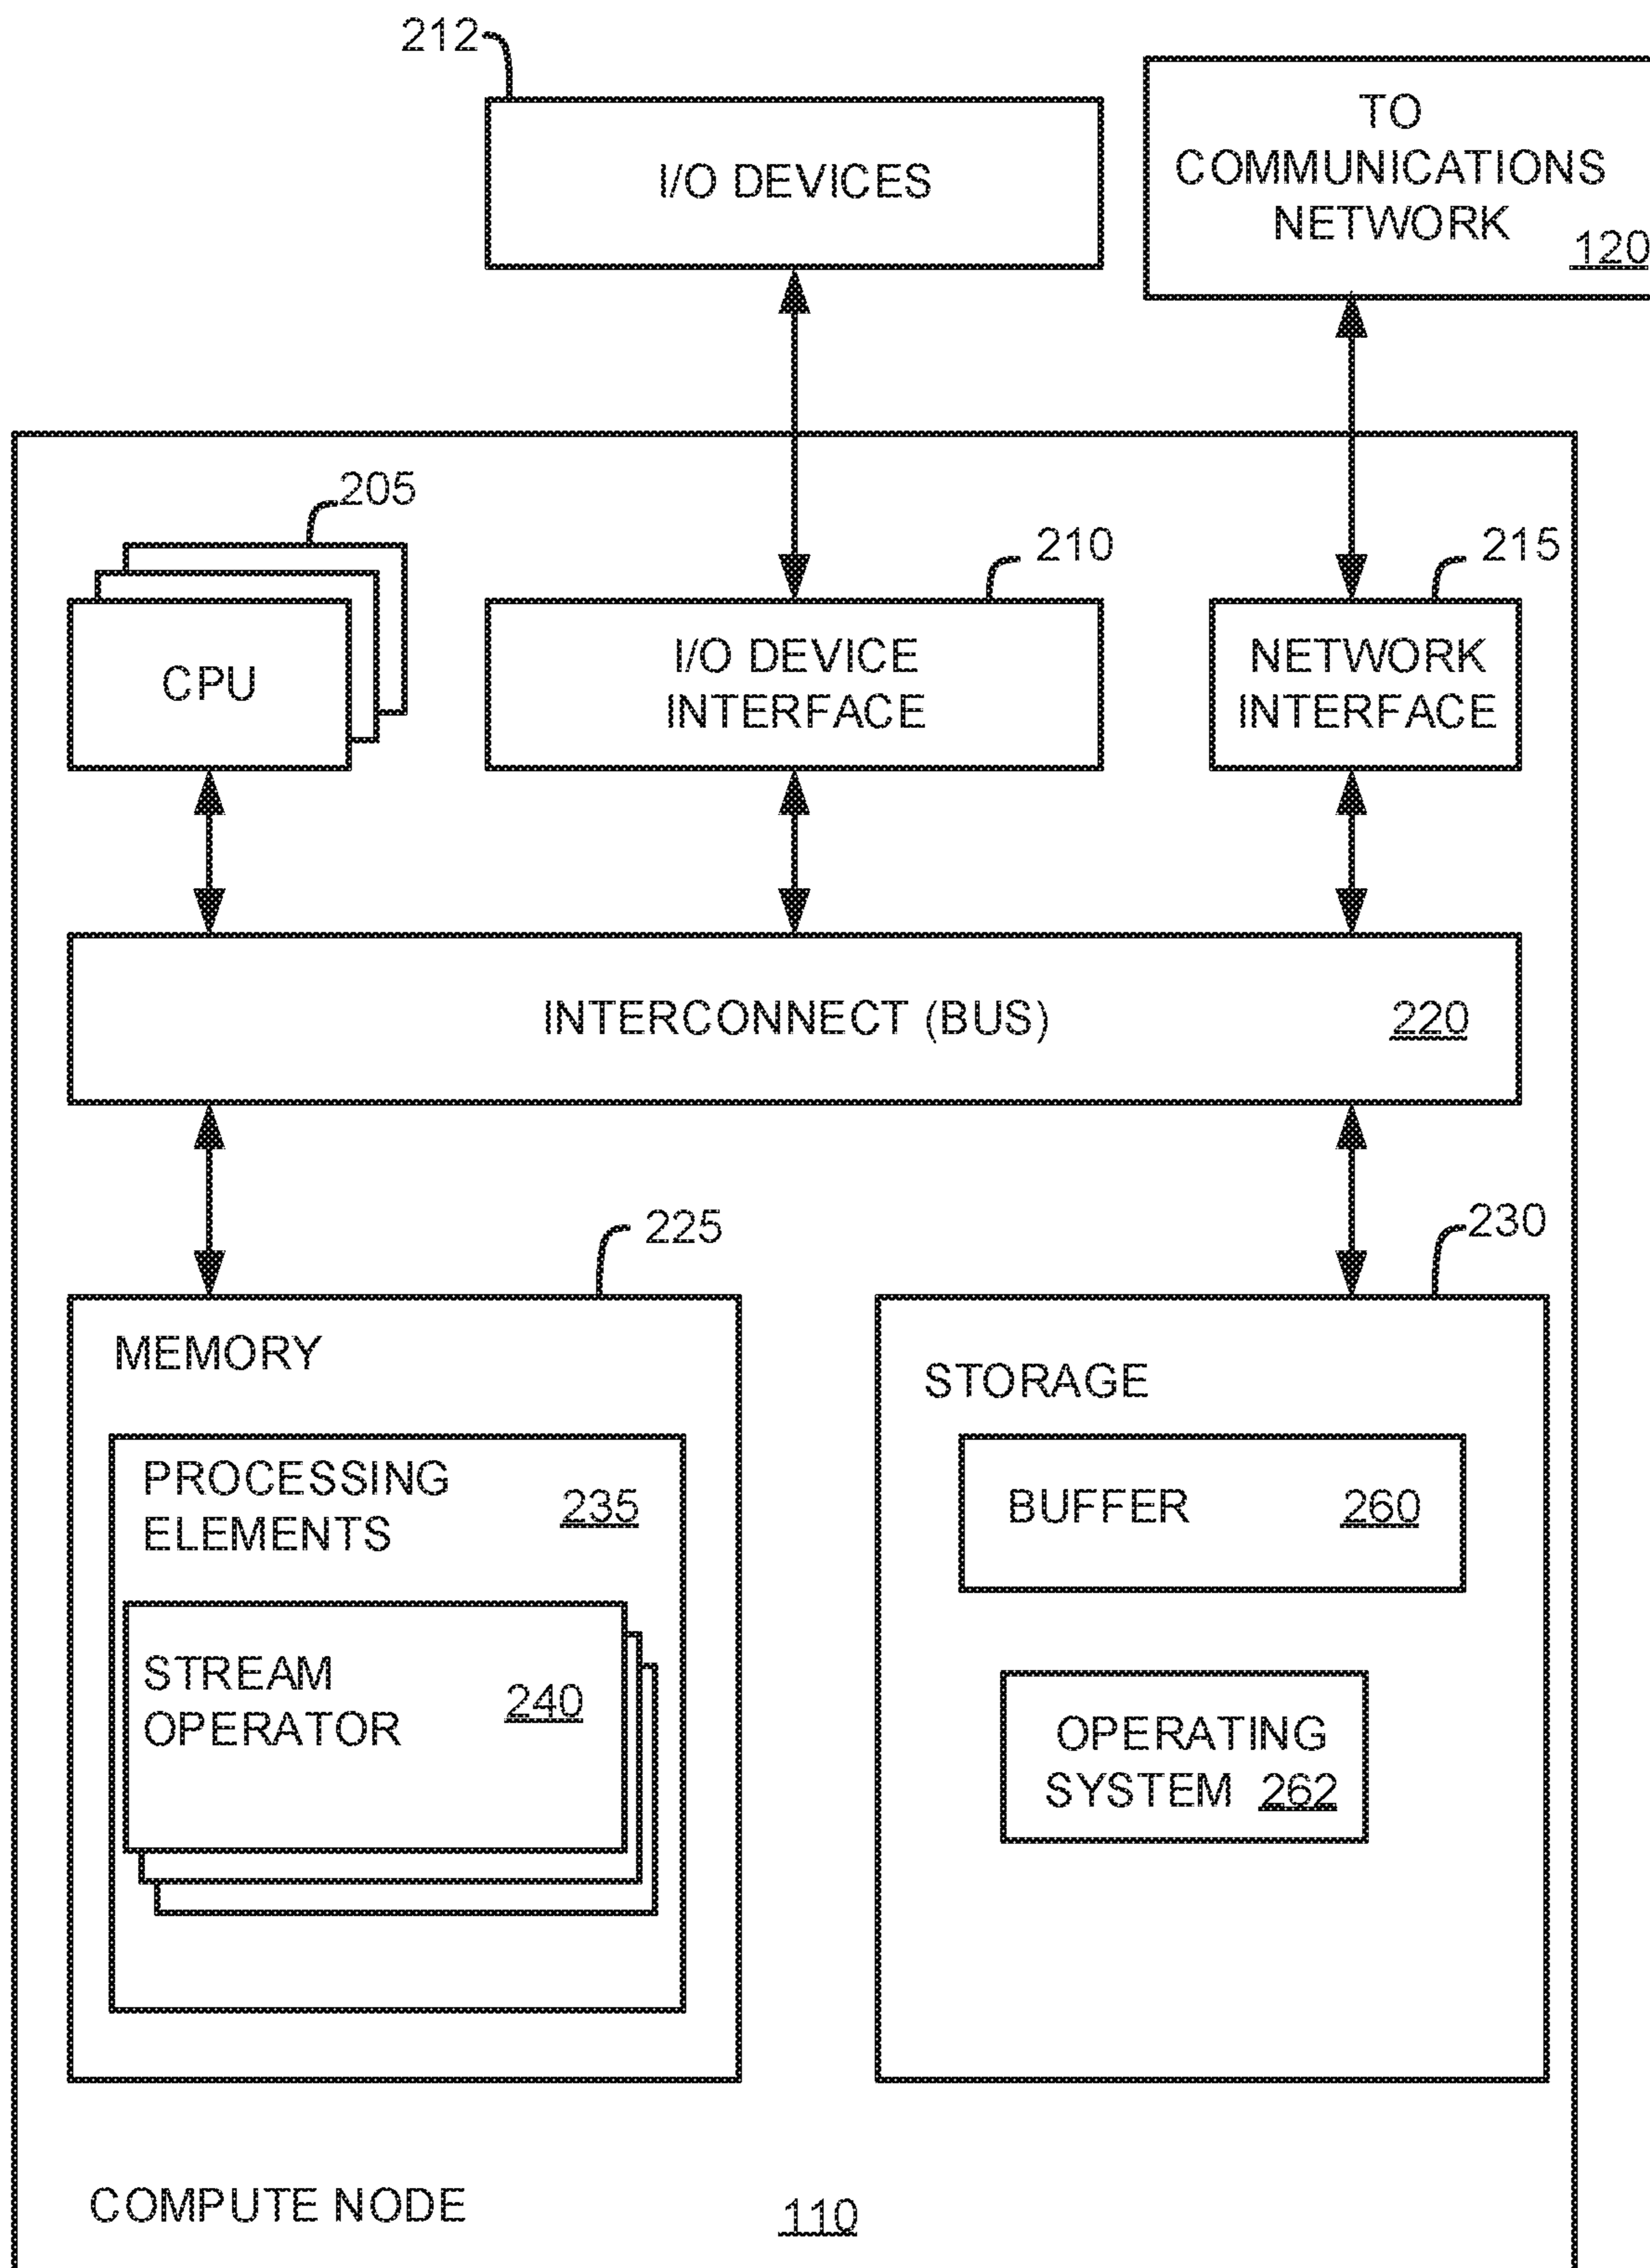 212
I/O DEVICES
TO
COMMUNICATIONS
NETWORK
120
205
210
215
CPU
I/O DEVICE
INTERFACE
NETWORK
INTERFACE
INTERCONNECT (BUS)
220
225
230
MEMORY
STORAGE
PROCESSING
ELEMENTS
235
BUFFER
260
STREAM
OPERATOR
240
OPERATING
SYSTEM 262
COMPUTE NODE
110